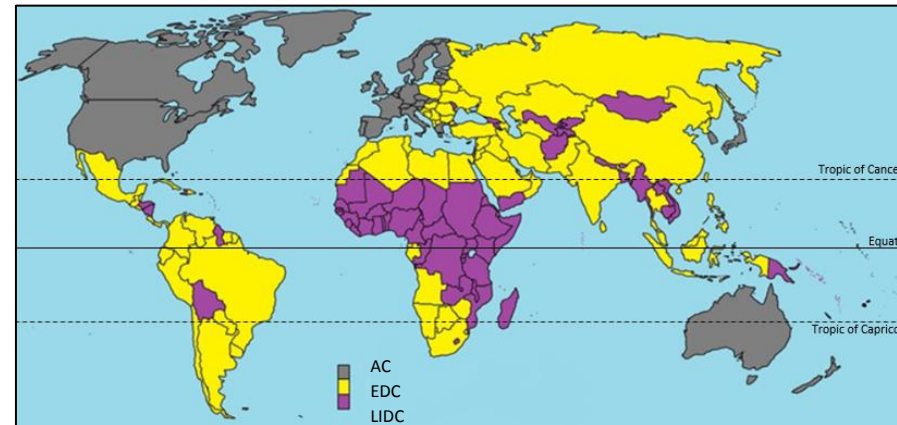 Tropic of Cance
Equat
Tropic of Caprico
AC
EDC
LIDC